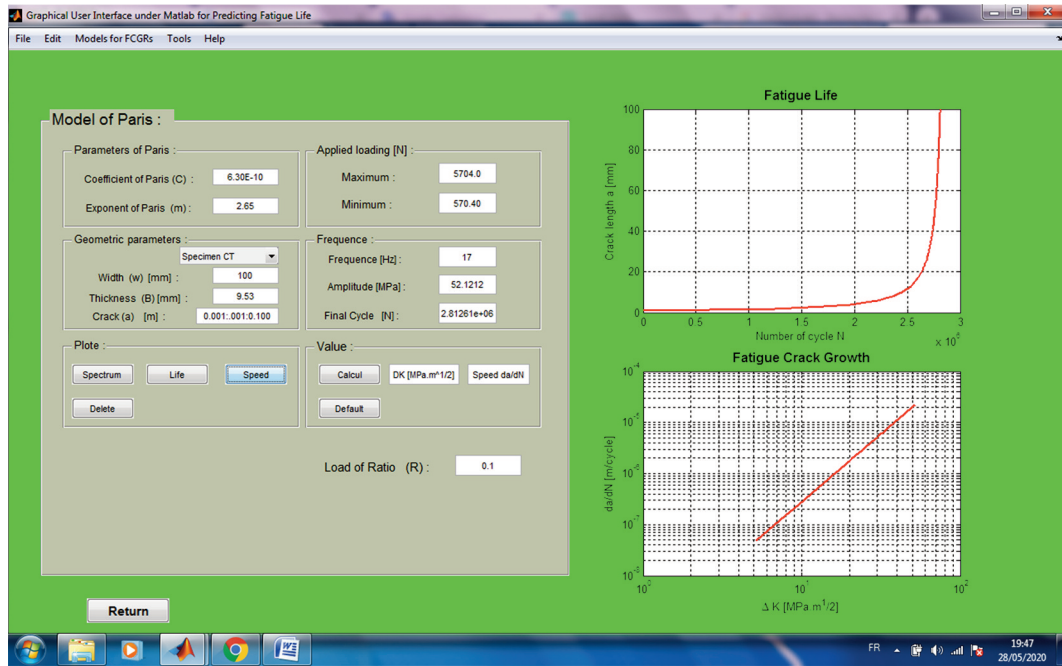 Graphical User Interface under Matlab for Predicting Fatigue Life
File Edit Models for FCGRs Tools Help
Model of Paris :
Parameters of Paris :
Coefficient of Paris (C) : 6.30E-10
Exponent of Paris (m) : 2.65
Applied loading [N] :
Maximum : 5704.0
Minimum : 570.40
Geometric parameters :
Specimen CT
Width (w) [mm] : 100
Thickness (B) [mm] : 9.53
Crack (a) [m] : 0.001:.001:0.100
Frequence :
Frequence [Hz] : 17
Amplitude [MPa] : 52.1212
Final Cycle [N] : 2.81261e+06
Plote :
Spectrum Life Speed
Delete
Value :
Calcul DK [MPa.m^1/2] Speed da/dN
Default
Load of Ratio (R) : 0.1
Return
Fatigue Life
Crack length a [mm]
100
80
60
40
20
0
0 0.5 1 1.5 2 2.5 3
Number of cycle N
x 10⁶
Fatigue Crack Growth
da/dN [m/cycle]
10⁻⁴
10⁻⁵
10⁻⁶
10⁻⁷
10⁻⁸
10⁰ 10¹ 10²
Δ K [MPa m¹/2]
FR
19:47
28/05/2020